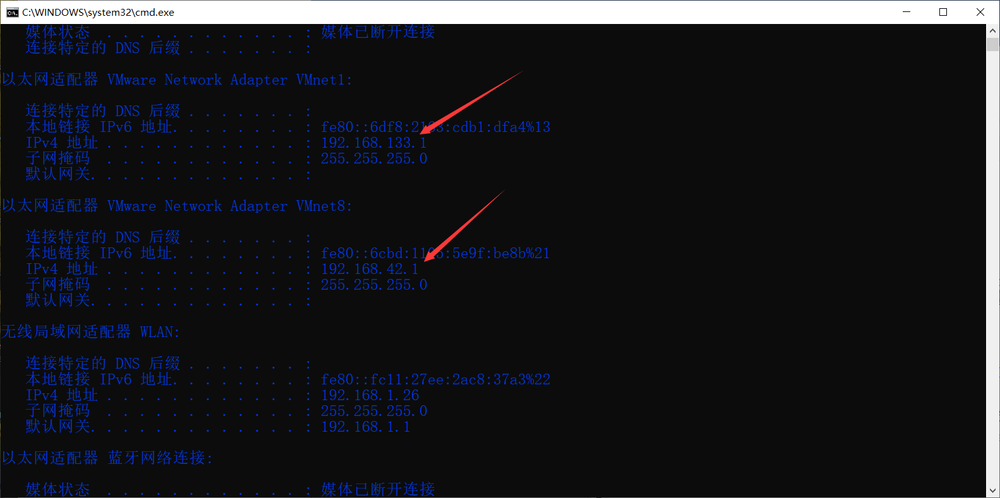 C:\WINDOWS\system32\cmd.exe
媒体状态 . . . . . . . . . . . . : 媒体已断开连接
连接特定的 DNS 后缀 . . . . . . . :
以太网适配器 VMware Network Adapter VMnet1:
连接特定的 DNS 后缀 . . . . . . . :
本地链接 IPv6 地址. . . . . . . . : fe80::6df8:2163:cdb1:dfa4%13
IPv4 地址 . . . . . . . . . . . . : 192.168.133.1
子网掩码 . . . . . . . . . . . . : 255.255.255.0
默认网关. . . . . . . . . . . . . :
以太网适配器 VMware Network Adapter VMnet8:
连接特定的 DNS 后缀 . . . . . . . :
本地链接 IPv6 地址. . . . . . . . : fe80::6cbd:5e9f:be8b%21
IPv4 地址 . . . . . . . . . . . . : 192.168.42.1
子网掩码 . . . . . . . . . . . . : 255.255.255.0
默认网关. . . . . . . . . . . . . :
无线局域网适配器 WLAN:
连接特定的 DNS 后缀 . . . . . . . :
本地链接 IPv6 地址. . . . . . . . : fe80::fc11:27ee:2ac8:37a3%22
IPv4 地址 . . . . . . . . . . . . : 192.168.1.26
子网掩码 . . . . . . . . . . . . : 255.255.255.0
默认网关. . . . . . . . . . . . . : 192.168.1.1
以太网适配器 蓝牙网络连接:
媒体状态 . . . . . . . . . . . . : 媒体已断开连接